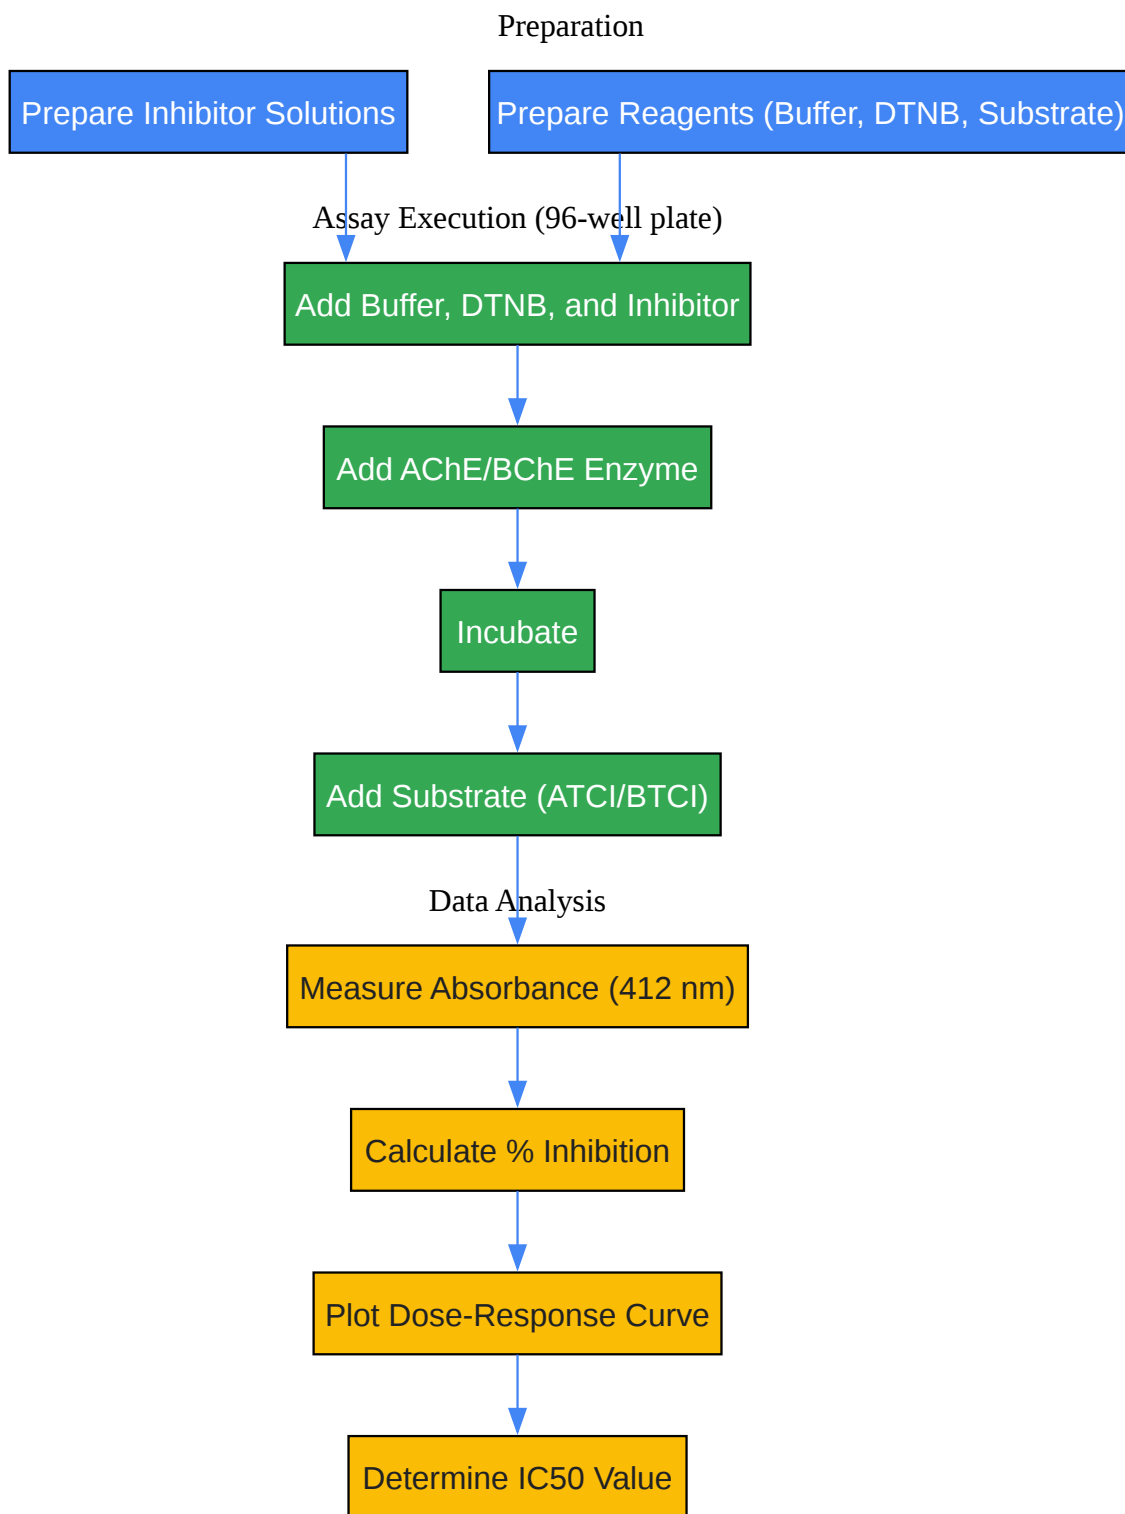 Preparation
Prepare Inhibitor Solutions
Prepare Reagents (Buffer, DTNB, Substrate)
Assay Execution (96-well plate)
Add Buffer, DTNB, and Inhibitor
Add AChE/BChE Enzyme
Incubate
Add Substrate (ATCI/BTCI)
Data Analysis
Measure Absorbance (412 nm)
Calculate % Inhibition
Plot Dose-Response Curve
Determine IC50 Value